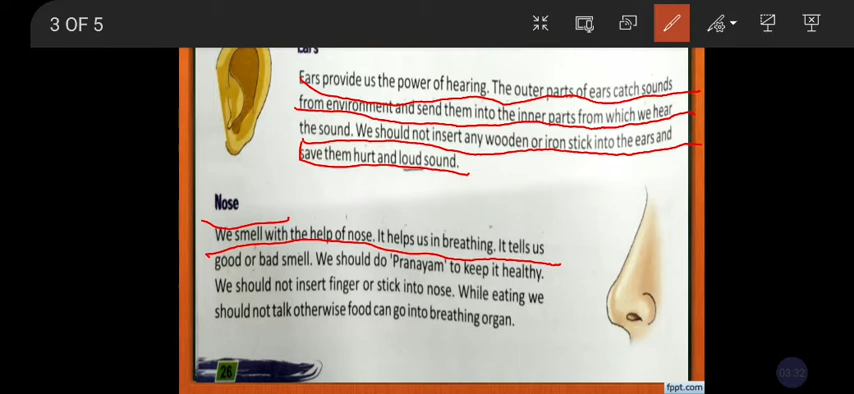 3 OF 5
Ears
Ears provide us the power of hearing. The outer parts of ears catch sounds
from environment and send them into the inner parts from which we hear
the sound. We should not insert any wooden or iron stick into the ears and
save them hurt and loud sound.
Nose
We smell with the help of nose. It helps us in breathing. It tells us
good or bad smell. We should do 'Pranayam' to keep it healthy.
We should not insert finger or stick into nose. While eating we
should not talk otherwise food can go into breathing organ.
26
03:32
fppt.com